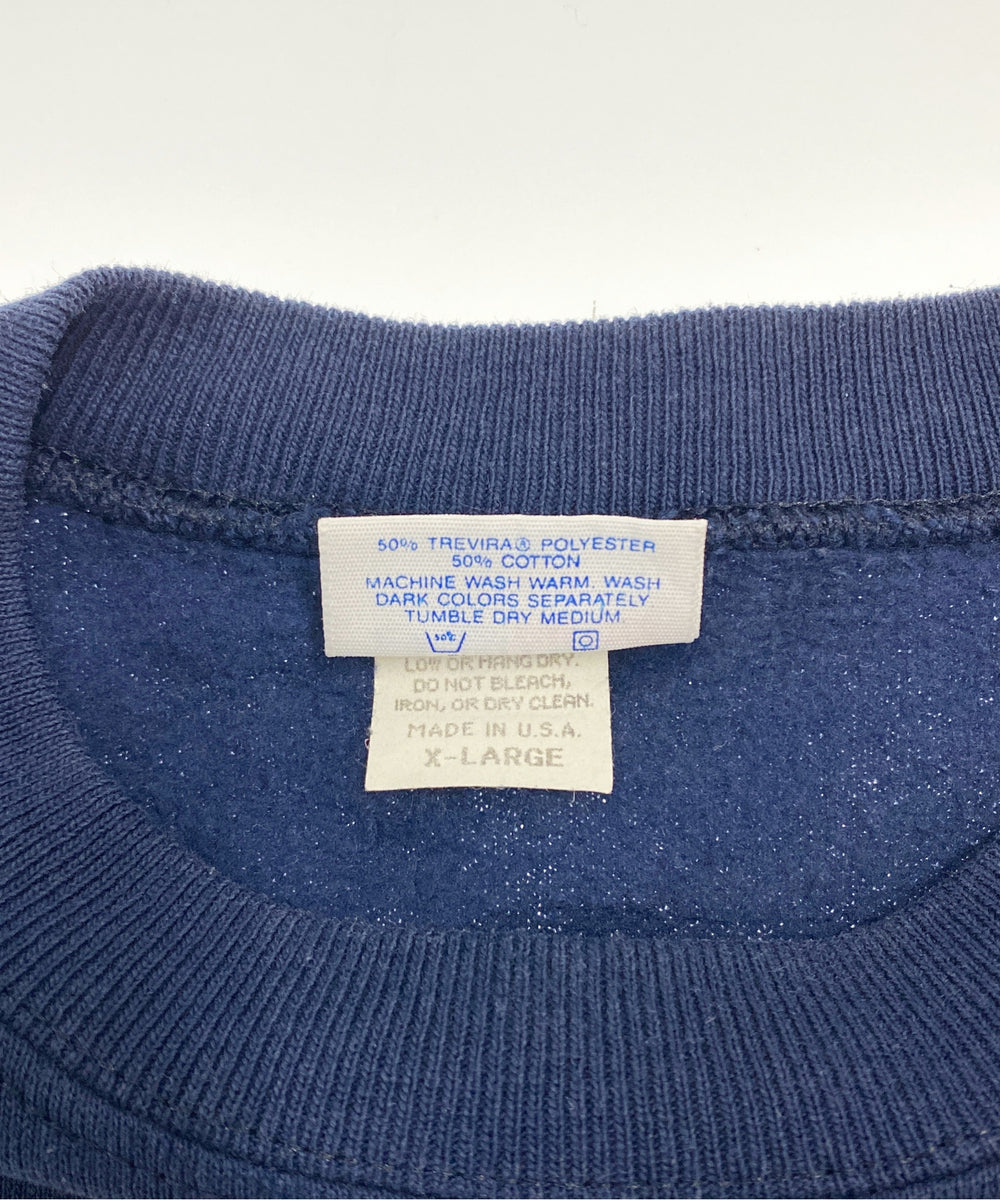 50% TREVIRA® POLYESTER
50% COTTON
MACHINE WASH WARM. WASH
DARK COLORS SEPARATELY
TUMBLE DRY MEDIUM
30°
LOW OR HANG DRY.
DO NOT BLEACH,
IRON, OR DRY CLEAN.
MADE IN U.S.A.
X-LARGE